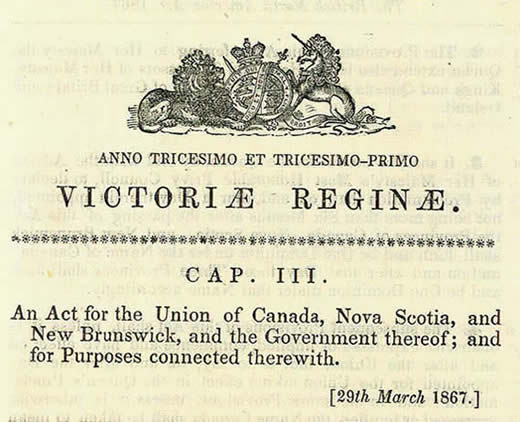 ANNO TRICESIMO ET TRICESIMO-PRIMO
VICTORIÆ REGINÆ.
CAP III.
An Act for the Union of Canada, Nova Scotia, and
New Brunswick, and the Government thereof; and
for Purposes connected therewith.
[29th March 1867.]